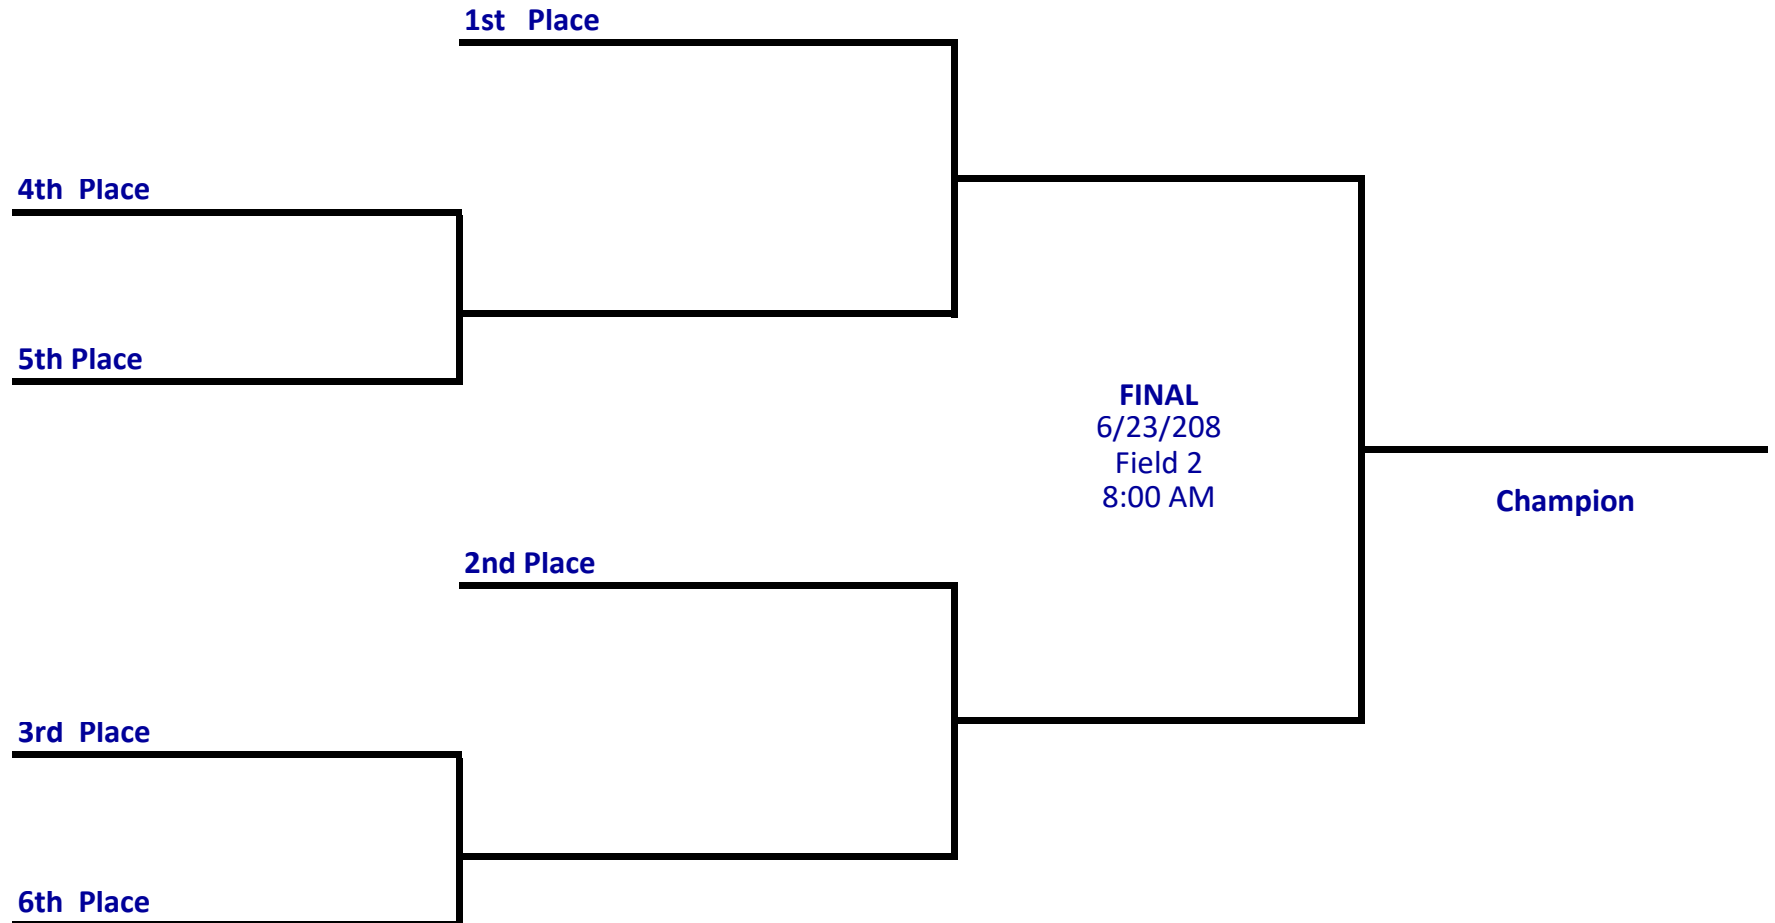 1st Place
4th Place
5th Place
FINAL
6/23/208
Field 2
8:00 AM
Champion
2nd Place
3rd Place
6th Place